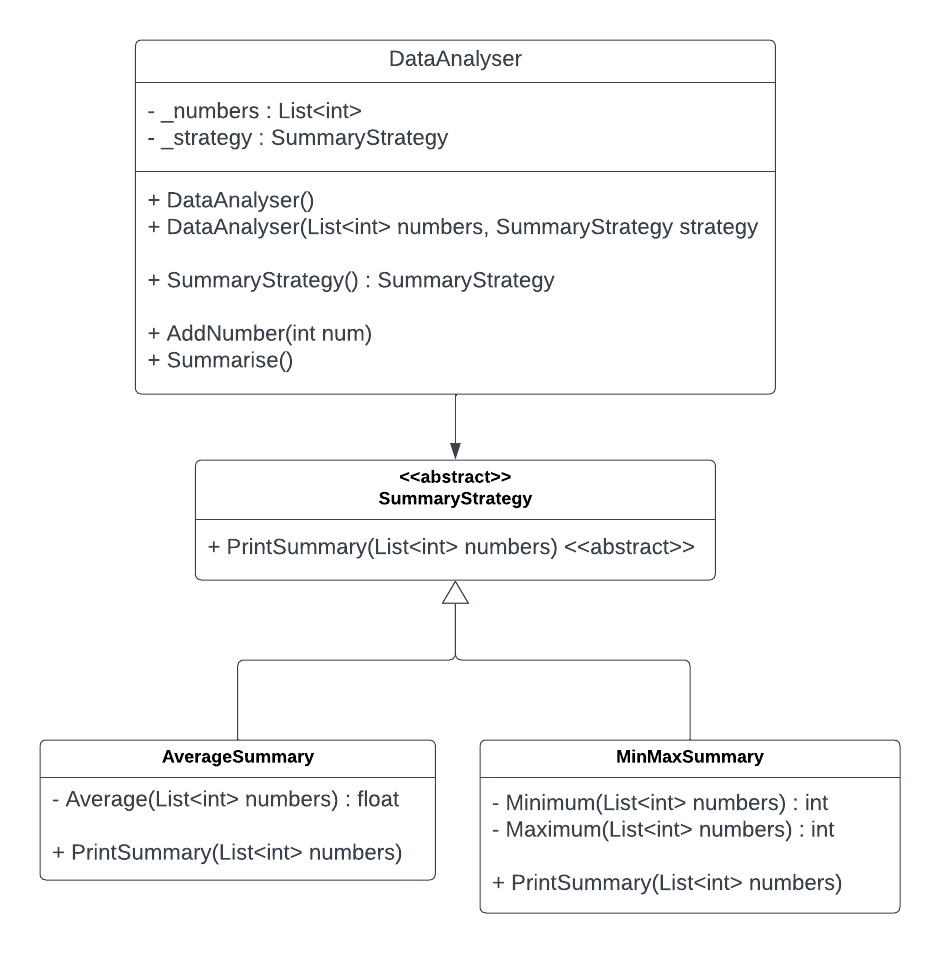 DataAnalyser
- _numbers : List<int>
- _strategy : SummaryStrategy
+ DataAnalyser()
+ DataAnalyser(List<int> numbers, SummaryStrategy strategy
+ SummaryStrategy() : SummaryStrategy
+ AddNumber(int num)
+ Summarise()
<<abstract>>
SummaryStrategy
+ PrintSummary(List<int> numbers) <<abstract>>
AverageSummary
- Average(List<int> numbers) : float
+ PrintSummary(List<int> numbers)
MinMaxSummary
- Minimum(List<int> numbers) : int
- Maximum(List<int> numbers) : int
+ PrintSummary(List<int> numbers)